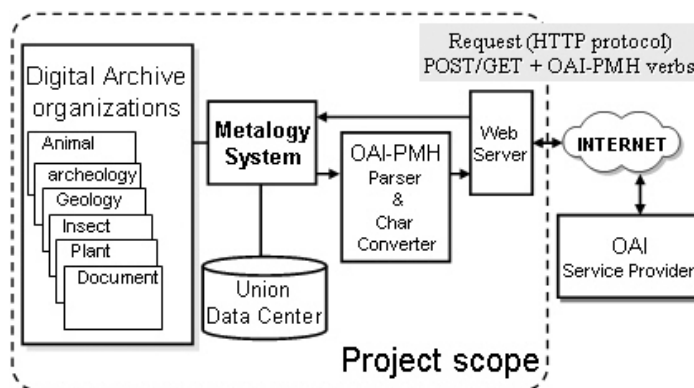 Request (HTTP protocol)
POST/GET + OAI-PMH verbs
Digital Archive
organizations
Animal
archeology
Geology
Insect
Plant
Document
Metalogy
System
Union
Data Center
OAI-PMH
Parser
&
Char
Converter
Web
Server
INTERNET
OAI
Service Provider
Project scope